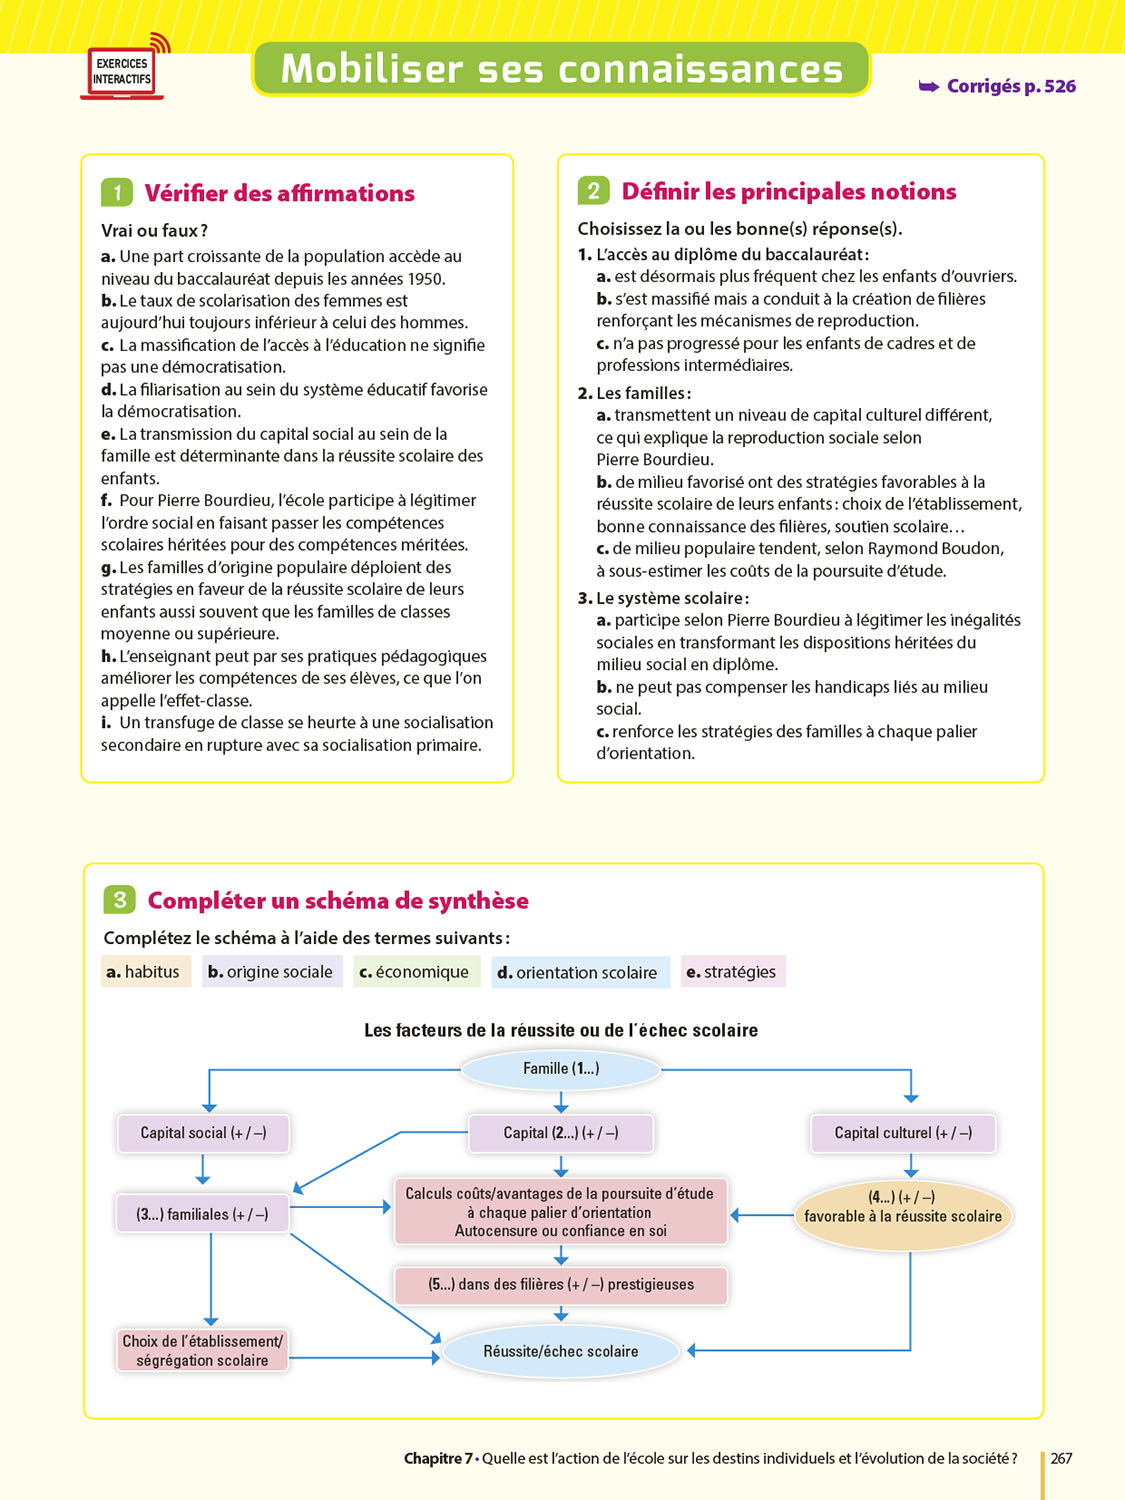 EXERCICES
INTERACTIFS
Mobiliser ses connaissances
➥ Corrigés p. 526
1 Vérifier des affirmations
Vrai ou faux ?
a. Une part croissante de la population accède au
niveau du baccalauréat depuis les années 1950.
b. Le taux de scolarisation des femmes est
aujourd’hui toujours inférieur à celui des hommes.
c. La massification de l’accès à l’éducation ne signifie
pas une démocratisation.
d. La filiarisation au sein du système éducatif favorise
la démocratisation.
e. La transmission du capital social au sein de la
famille est déterminante dans la réussite scolaire des
enfants.
f. Pour Pierre Bourdieu, l’école participe à légitimer
l’ordre social en faisant passer les compétences
scolaires héritées pour des compétences méritées.
g. Les familles d’origine populaire déploient des
stratégies en faveur de la réussite scolaire de leurs
enfants aussi souvent que les familles de classes
moyenne ou supérieure.
h. L’enseignant peut par ses pratiques pédagogiques
améliorer les compétences de ses élèves, ce que l’on
appelle l’effet-classe.
i. Un transfuge de classe se heurte à une socialisation
secondaire en rupture avec sa socialisation primaire.
2 Définir les principales notions
Choisissez la ou les bonne(s) réponse(s).
1. L’accès au diplôme du baccalauréat :
a. est désormais plus fréquent chez les enfants d’ouvriers.
b. s’est massifié mais a conduit à la création de filières
renforçant les mécanismes de reproduction.
c. n’a pas progressé pour les enfants de cadres et de
professions intermédiaires.
2. Les familles :
a. transmettent un niveau de capital culturel différent,
ce qui explique la reproduction sociale selon
Pierre Bourdieu.
b. de milieu favorisé ont des stratégies favorables à la
réussite scolaire de leurs enfants : choix de l’établissement,
bonne connaissance des filières, soutien scolaire…
c. de milieu populaire tendent, selon Raymond Boudon,
à sous-estimer les coûts de la poursuite d’étude.
3. Le système scolaire :
a. participe selon Pierre Bourdieu à légitimer les inégalités
sociales en transformant les dispositions héritées du
milieu social en diplôme.
b. ne peut pas compenser les handicaps liés au milieu
social.
c. renforce les stratégies des familles à chaque palier
d’orientation.
3 Compléter un schéma de synthèse
Complétez le schéma à l’aide des termes suivants :
a. habitus b. origine sociale c. économique d. orientation scolaire e. stratégies
Les facteurs de la réussite ou de l’échec scolaire
Famille (1...)
Capital social (+ / –) Capital (2...) (+ / –) Capital culturel (+ / –)
(3...) familiales (+ / –)
Calculs coûts/avantages de la poursuite d’étude
à chaque palier d’orientation
Autocensure ou confiance en soi
(4...) (+ / –)
favorable à la réussite scolaire
(5...) dans des filières (+ / –) prestigieuses
Choix de l’établissement/
ségrégation scolaire
Réussite/échec scolaire
Chapitre 7 • Quelle est l’action de l’école sur les destins individuels et l’évolution de la société ? 267